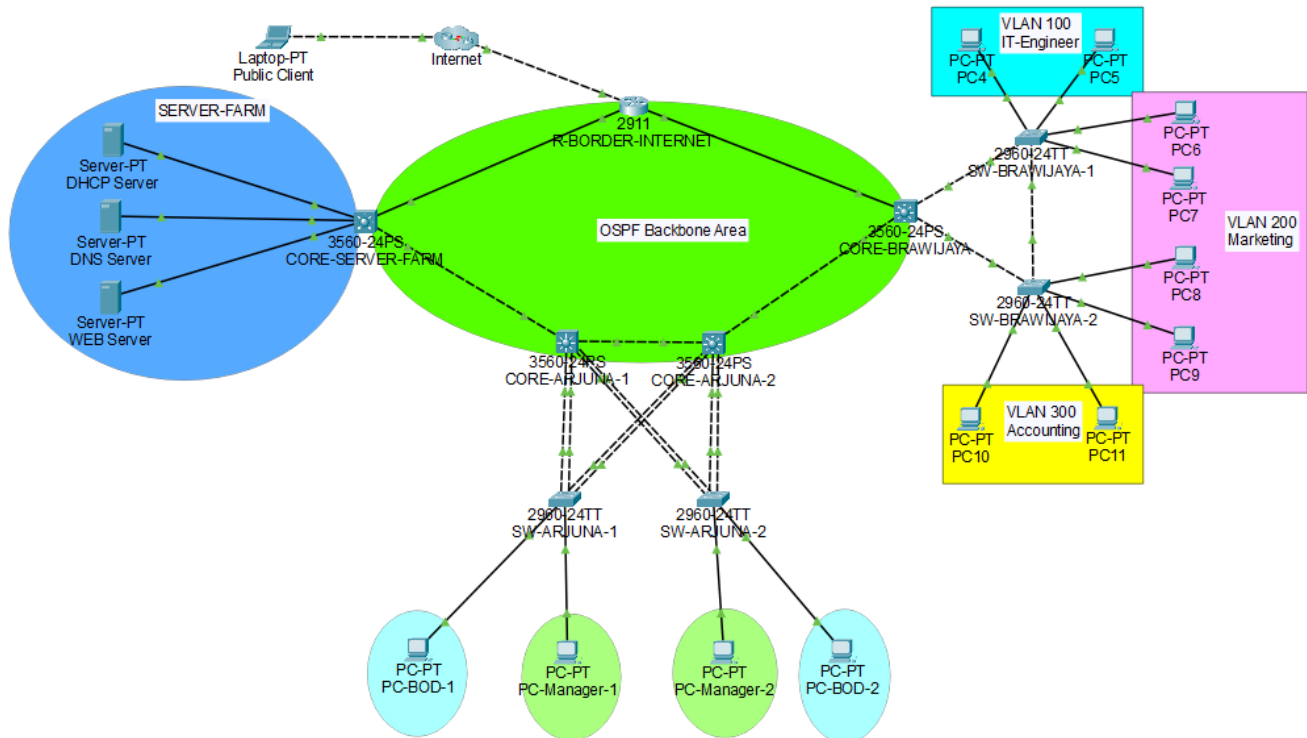 Laptop-PT
Public Client
Internet
SERVER-FARM
Server-PT
DHCP Server
Server-PT
DNS Server
Server-PT
WEB Server
2911
R-BORDER-INTERNET
3560-24PS
CORE-SERVER-FARM
OSPF Backbone Area
3560-24PS
CORE-BRAWIJAYA
3560-24PS
CORE-ARJUNA-1
3560-24PS
CORE-ARJUNA-2
VLAN 100
IT-Engineer
PC-PT
PC4
PC-PT
PC5
2960-24TT
SW-BRAWIJAYA-1
PC-PT
PC6
PC-PT
PC7
VLAN 200
Marketing
2960-24TT
SW-BRAWIJAYA-2
PC-PT
PC8
PC-PT
PC9
VLAN 300
Accounting
PC-PT
PC10
PC-PT
PC11
2960-24TT
SW-ARJUNA-1
2960-24TT
SW-ARJUNA-2
PC-PT
PC-BOD-1
PC-PT
PC-Manager-1
PC-PT
PC-Manager-2
PC-PT
PC-BOD-2